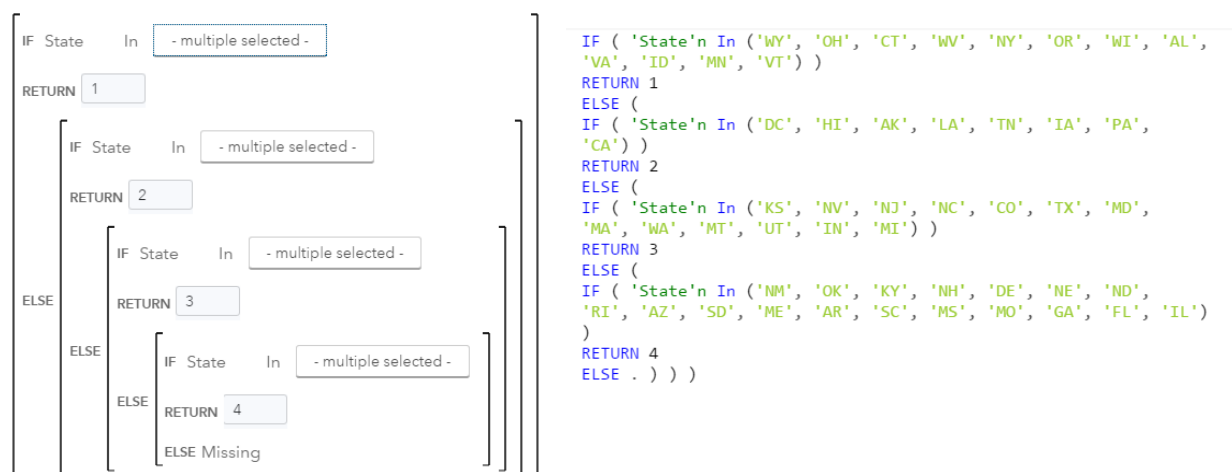 IF State In - multiple selected -
RETURN 1
IF State In - multiple selected -
RETURN 2
IF State In - multiple selected -
ELSE
RETURN 3
ELSE
IF State In - multiple selected -
ELSE
RETURN 4
ELSE Missing
IF ( 'State'n In ('WY', 'OH', 'CT', 'WV', 'NY', 'OR', 'WI', 'AL',
'VA', 'ID', 'MN', 'VT') )
RETURN 1
ELSE (
IF ( 'State'n In ('DC', 'HI', 'AK', 'LA', 'TN', 'IA', 'PA',
'CA') )
RETURN 2
ELSE (
IF ( 'State'n In ('KS', 'NV', 'NJ', 'NC', 'CO', 'TX', 'MD',
'MA', 'WA', 'MT', 'UT', 'IN', 'MI') )
RETURN 3
ELSE (
IF ( 'State'n In ('NM', 'OK', 'KY', 'NH', 'DE', 'NE', 'ND',
'RI', 'AZ', 'SD', 'ME', 'AR', 'SC', 'MS', 'MO', 'GA', 'FL', 'IL')
)
RETURN 4
ELSE . ) ) )